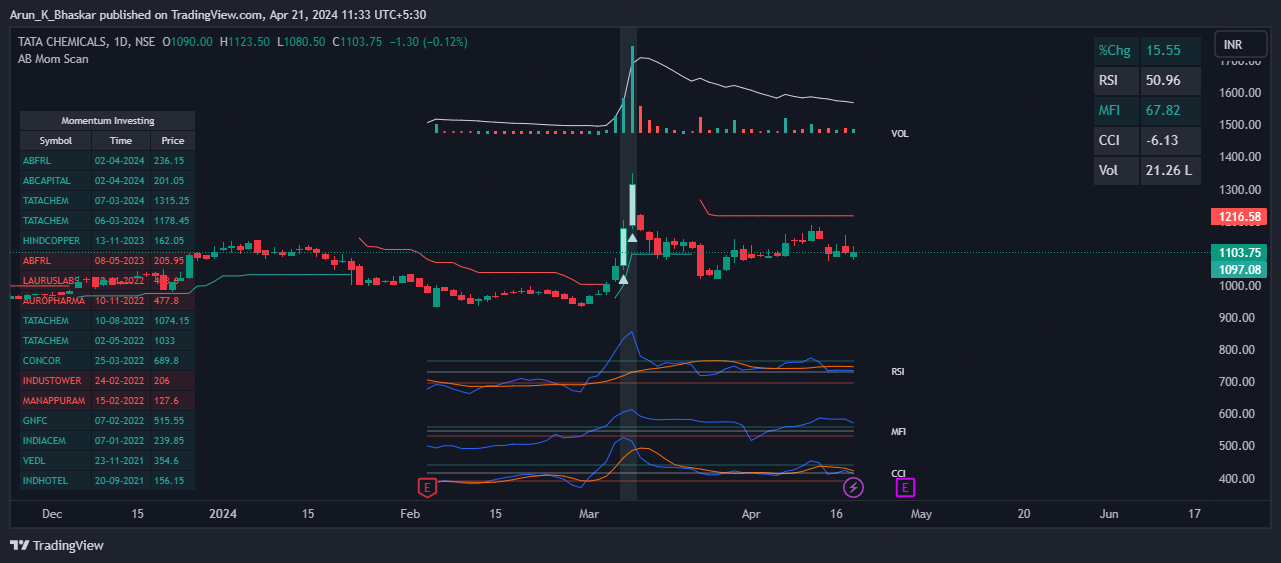 Arun_K_Bhaskar published on TradingView.com, Apr 21, 2024 11:33 UTC+5:30
TATA CHEMICALS, 1D, NSE O1090.00 H1123.50 L1080.50 C1103.75 −1.30 (−0.12%)
AB Mom Scan
INR
%Chg 15.55
RSI 50.96
MFI 67.82
CCI -6.13
Vol 21.26 L
Momentum Investing
Symbol Time Price
ABFRL 02-04-2024 236.15
ABCAPITAL 02-04-2024 201.05
TATACHEM 07-03-2024 1315.25
TATACHEM 06-03-2024 1178.45
HINDCOPPER 13-11-2023 162.05
ABFRL 08-05-2023 205.95
LAURUSLABS
AUROPHARMA 10-11-2022 477.8
TATACHEM 10-08-2022 1074.15
TATACHEM 02-05-2022 1033
CONCOR 25-03-2022 689.8
INDUSTOWER 24-02-2022 206
MANAPPURAM 15-02-2022 127.6
GNFC 07-02-2022 515.55
INDIACEM 07-01-2022 239.85
VEDL 23-11-2021 354.6
INDHOTEL 20-09-2021 156.15
VOL
RSI
MFI
CCI
E
E
1700.00
1600.00
1500.00
1400.00
1300.00
1216.58
1103.75
1097.08
1000.00
900.00
800.00
700.00
600.00
500.00
400.00
Dec 15 2024 15 Feb 15 Mar Apr 16 May 20 Jun 17
TradingView